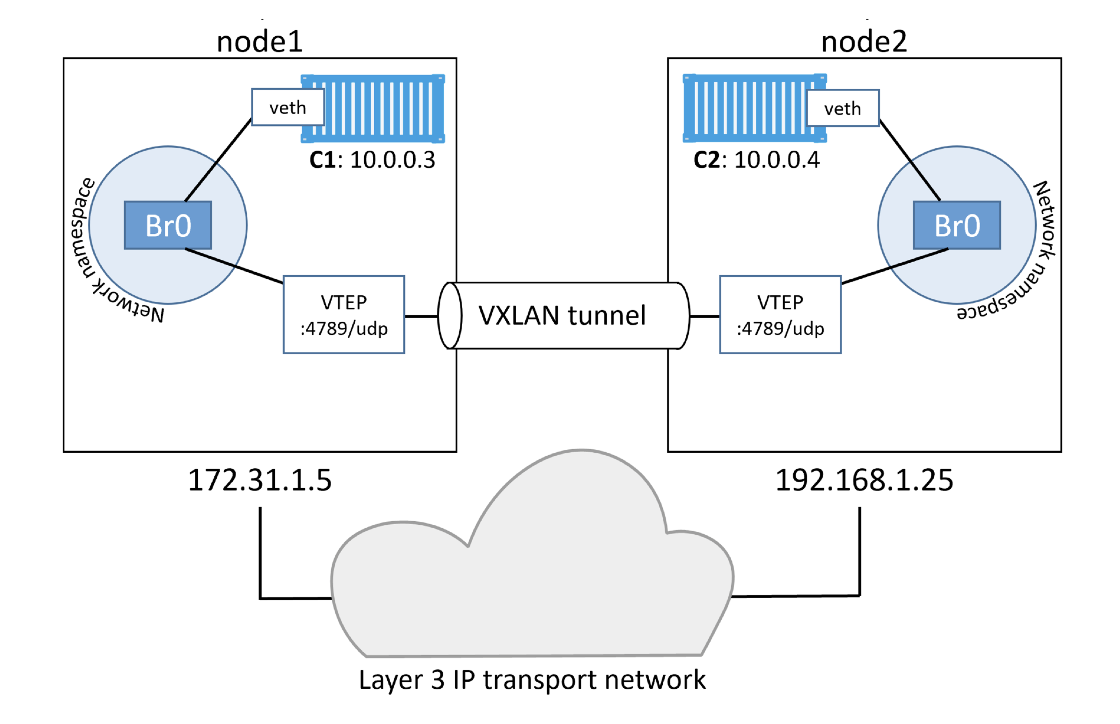 node1
node2
veth
C1: 10.0.0.3
Network namespace
Br0
VTEP
:4789/udp
VXLAN tunnel
veth
C2: 10.0.0.4
Network namespace
Br0
VTEP
:4789/udp
172.31.1.5
192.168.1.25
Layer 3 IP transport network